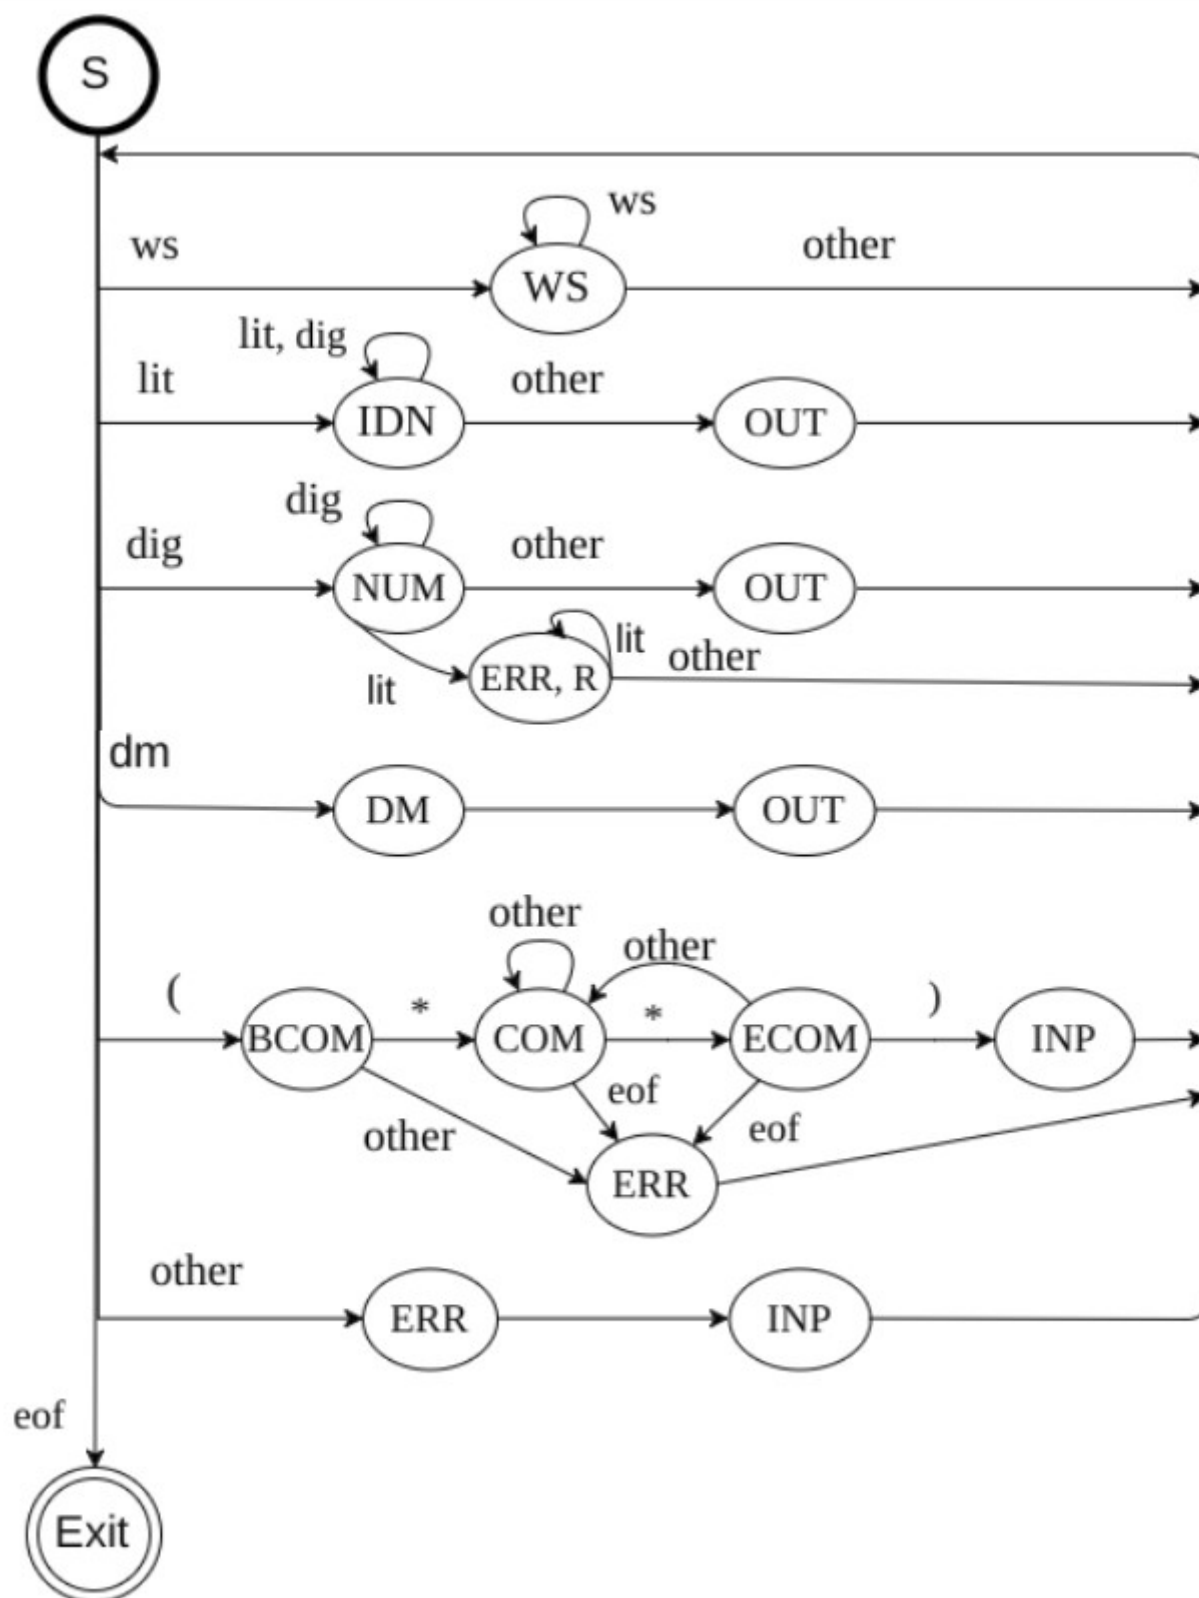 S
ws
ws
other
WS
lit, dig
lit
other
IDN
OUT
dig
dig
other
NUM
OUT
lit
other
ERR, R
lit
dm
DM
OUT
other
other
(
*
*
)
BCOM
COM
ECOM
INP
eof
eof
other
ERR
other
ERR
INP
eof
Exit